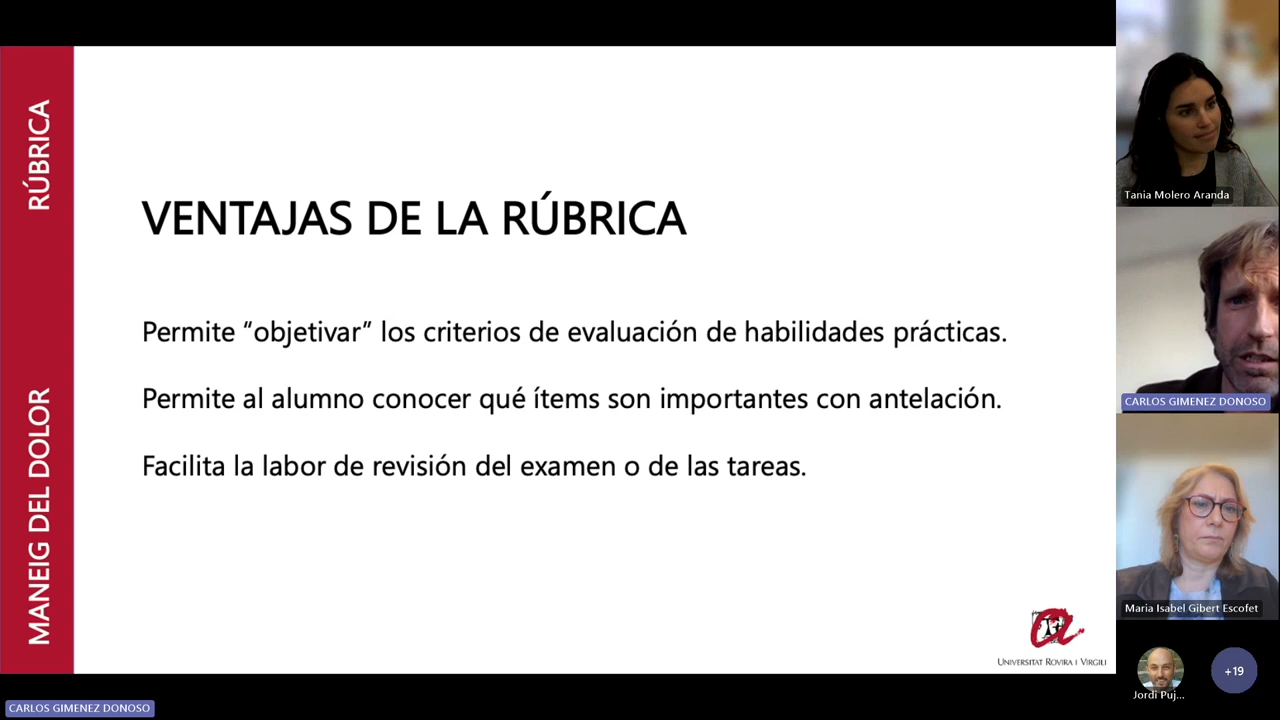 RÚBRICA
MANEIG DEL DOLOR
VENTAJAS DE LA RÚBRICA
Permite “objetivar” los criterios de evaluación de habilidades prácticas.
Permite al alumno conocer qué ítems son importantes con antelación.
Facilita la labor de revisión del examen o de las tareas.
UNIVERSITAT ROVIRA I VIRGILI
CARLOS GIMENEZ DONOSO
Tania Molero Aranda
CARLOS GIMENEZ DONOSO
Maria Isabel Gibert Escofet
Jordi Puj...
+19